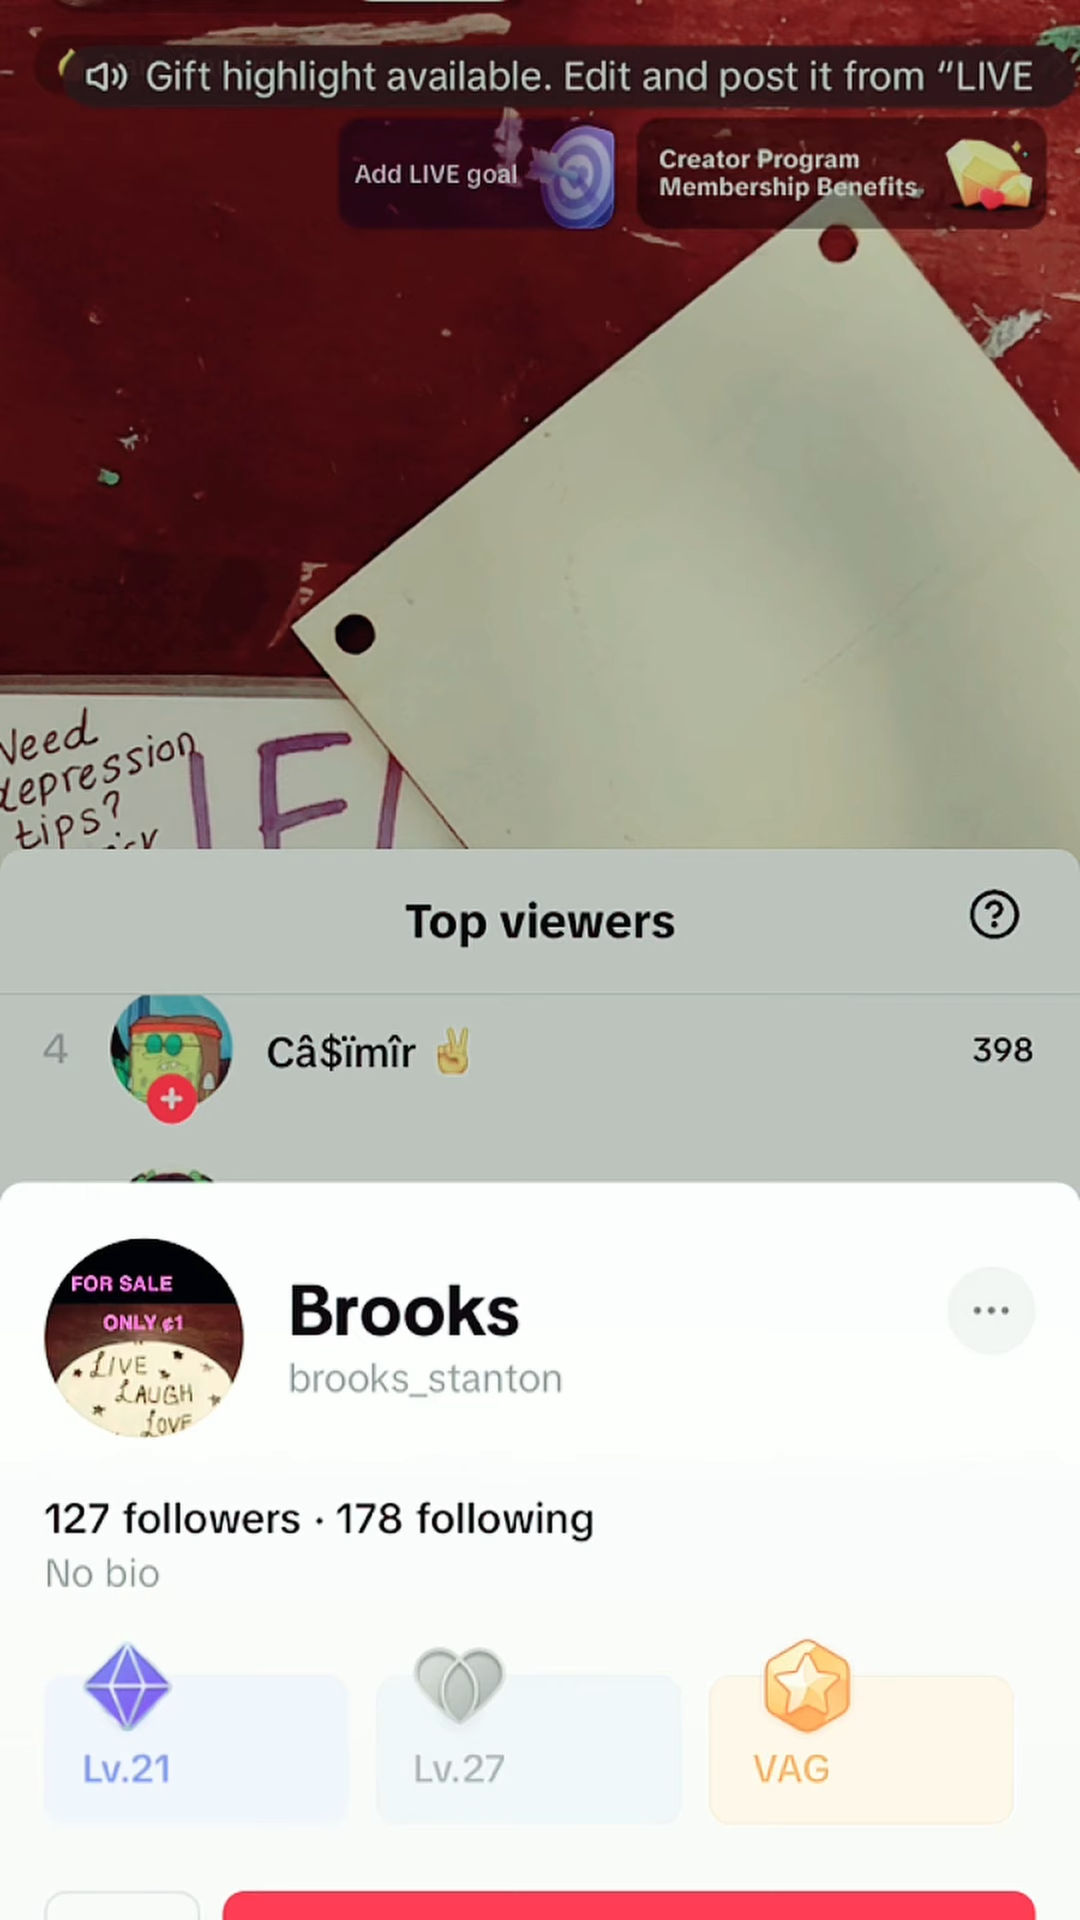 Gift highlight available. Edit and post it from “LIVE
Add LIVE goal
Creator Program
Membership Benefits
Need
depression
tips?
Top viewers
4
Câ$ïmîr ✌️
398
FOR SALE
ONLY ¢1
LIVE
LAUGH
LOVE
Brooks
brooks_stanton
127 followers · 178 following
No bio
Lv.21
Lv.27
VAG